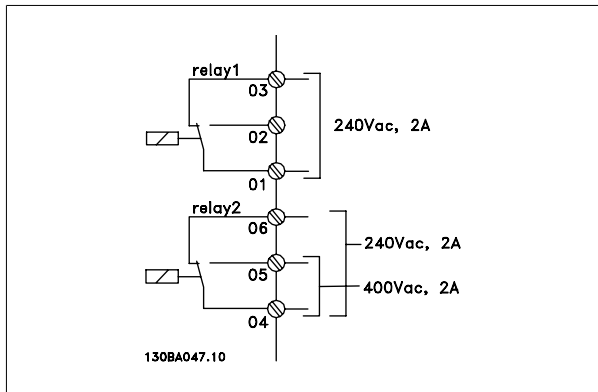 relay1
03
02
240Vac, 2A
01
relay2
06
240Vac, 2A
05
400Vac, 2A
04
130BA047.10